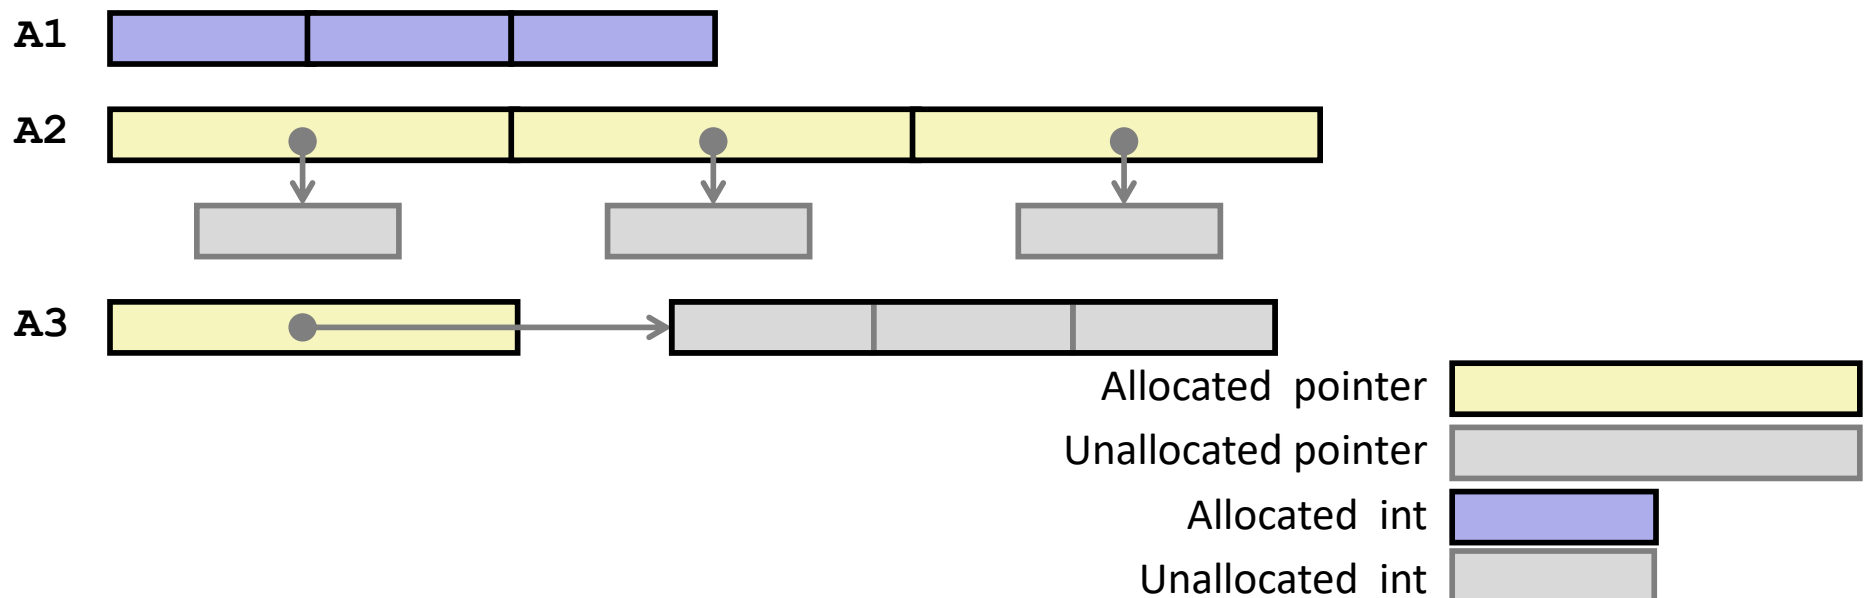 A1
A2
A3
Allocated pointer
Unallocated pointer
Allocated int
Unallocated int